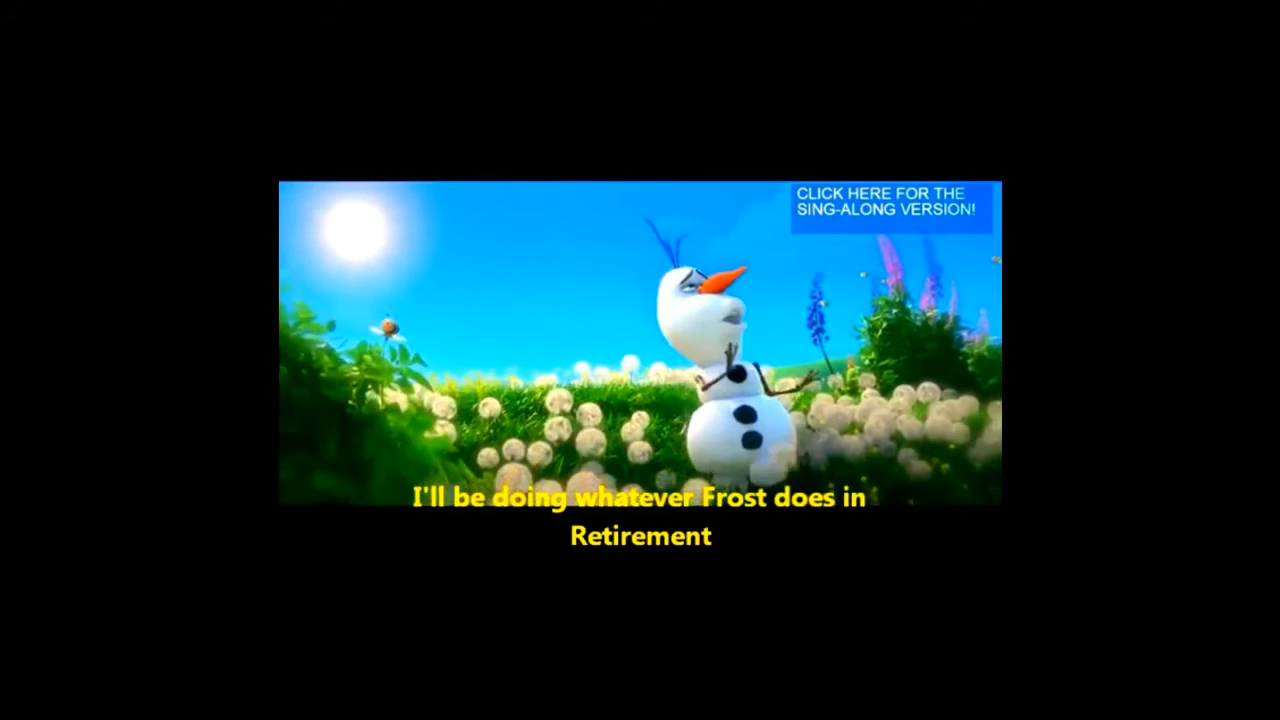 CLICK HERE FOR THE
SING-ALONG VERSION!
I'll be doing whatever Frost does in
Retirement